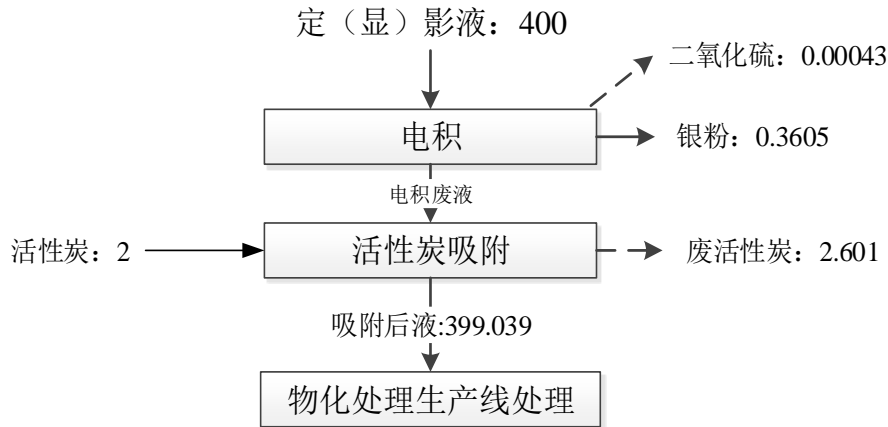 定（显）影液：400
二氧化硫：0.00043
电积
银粉：0.3605
电积废液
活性炭：2
活性炭吸附
废活性炭：2.601
吸附后液:399.039
物化处理生产线处理